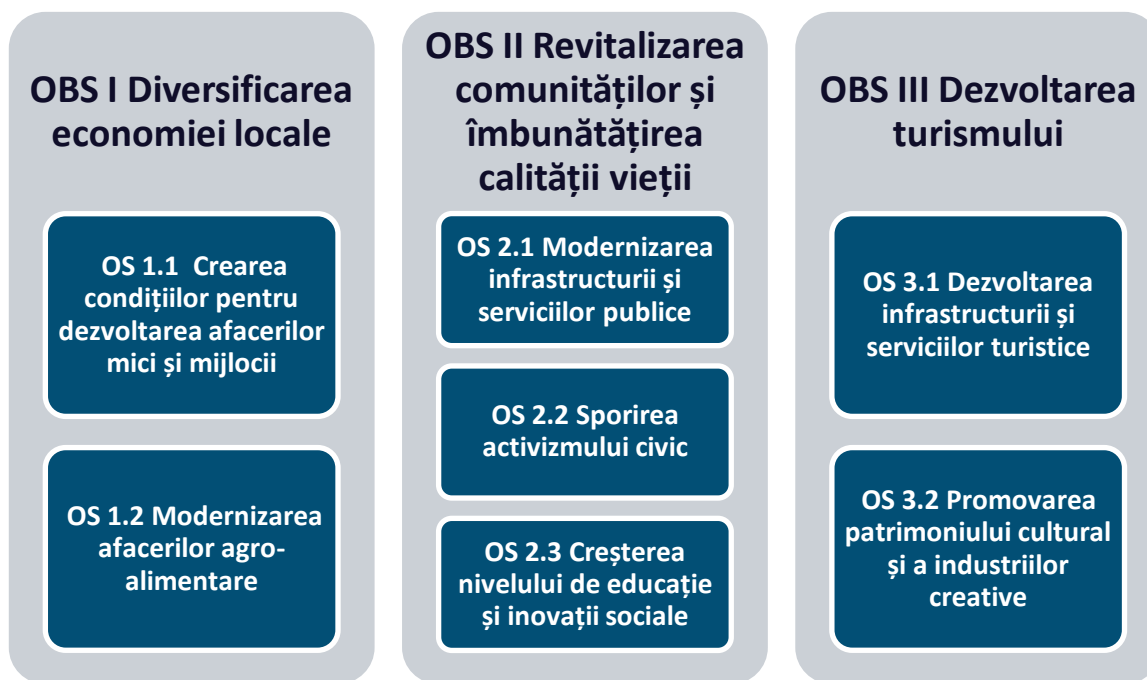 OBS I Diversificarea
economiei locale
OS 1.1 Crearea
condițiilor pentru
dezvoltarea afacerilor
mici și mijlocii
OS 1.2 Modernizarea
afacerilor agro-
alimentare
OBS II Revitalizarea
comunităților și
îmbunătățirea
calității vieții
OS 2.1 Modernizarea
infrastructurii și
serviciilor publice
OS 2.2 Sporirea
activizmului civic
OS 2.3 Creșterea
nivelului de educație
și inovații sociale
OBS III Dezvoltarea
turismului
OS 3.1 Dezvoltarea
infrastructurii și
serviciilor turistice
OS 3.2 Promovarea
patrimoniului cultural
și a industriilor
creative